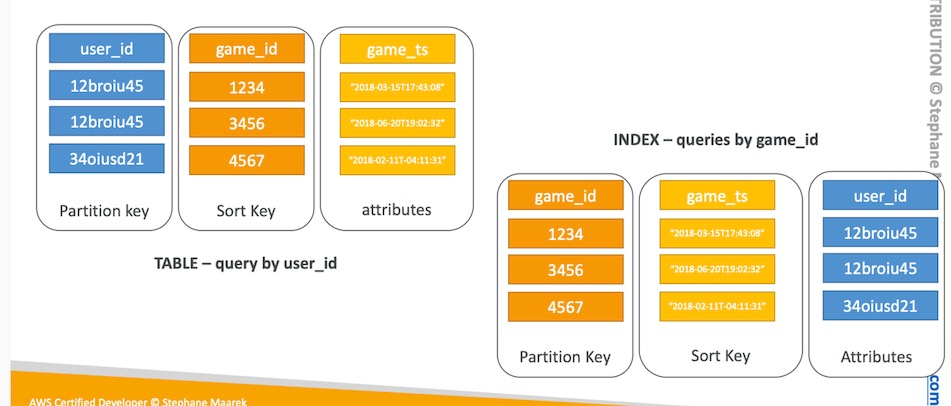 user_id game_id game_ts
12broiu45 1234 "2018-03-15T17:43:08"
12broiu45 3456 "2018-06-20T19:02:32"
34oiusd21 4567 "2018-02-11T-04:11:31"
Partition key Sort Key attributes
TABLE – query by user_id
INDEX – queries by game_id
game_id game_ts user_id
1234 "2018-03-15T17:43:08" 12broiu45
3456 "2018-06-20T19:02:32" 12broiu45
4567 "2018-02-11T-04:11:31" 34oiusd21
Partition Key Sort Key Attributes
AWS Certified Developer © Stephane Maarek
© Stephane
com